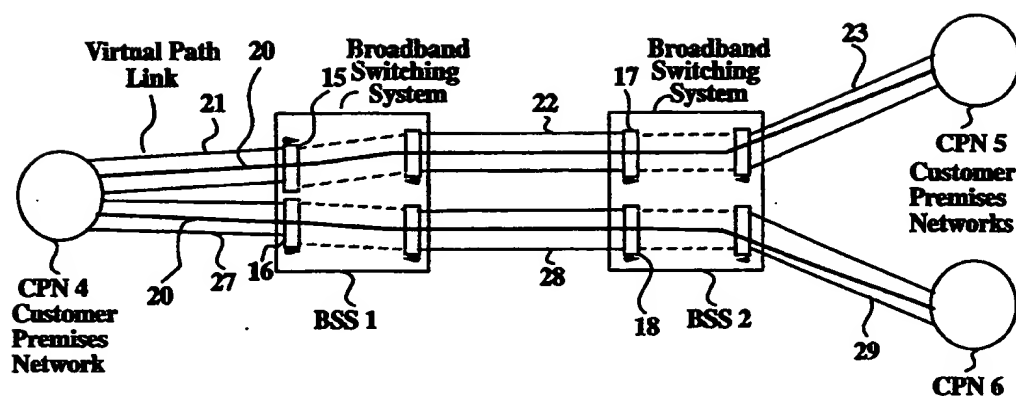 Virtual Path
Link
20
21
15
Broadband
Switching
System
22
17
Broadband
Switching
System
23
CPN 5
Customer
Premises
Networks
CPN 4
Customer
Premises
Network
20
27
16
BSS 1
28
18
BSS 2
29
CPN 6